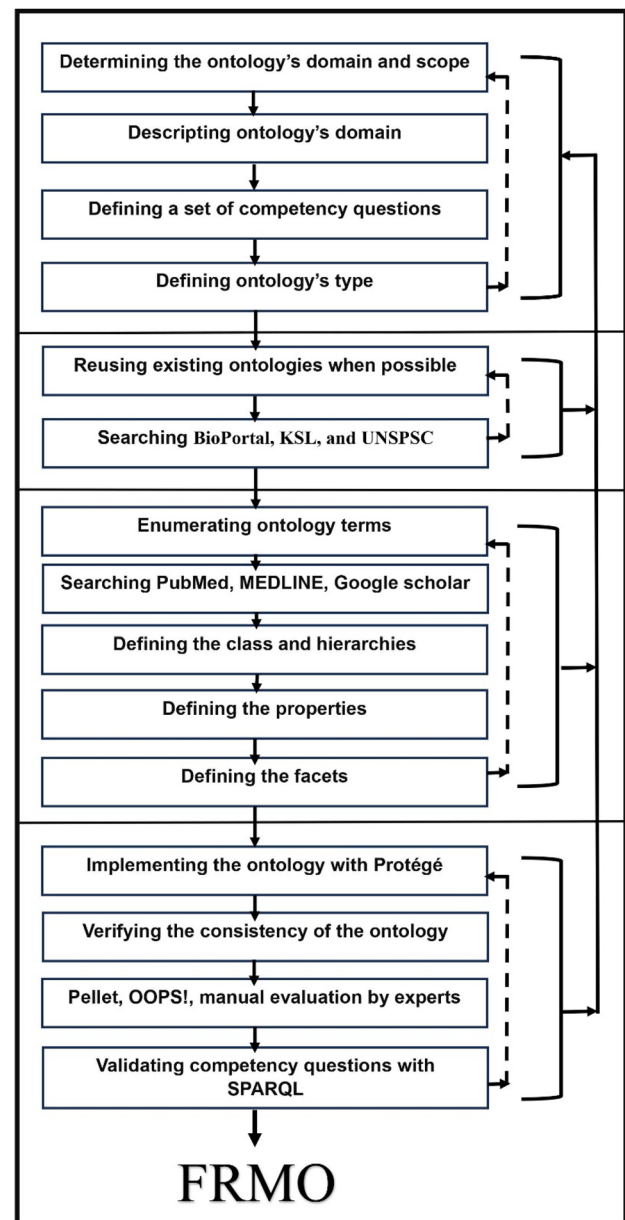 Determining the ontology's domain and scope
Descripting ontology's domain
Defining a set of competency questions
Defining ontology's type
Reusing existing ontologies when possible
Searching BioPortal, KSL, and UNSPSC
Enumerating ontology terms
Searching PubMed, MEDLINE, Google scholar
Defining the class and hierarchies
Defining the properties
Defining the facets
Implementing the ontology with Protégé
Verifying the consistency of the ontology
Pellet, OOPS!, manual evaluation by experts
Validating competency questions with
SPARQL
FRMO